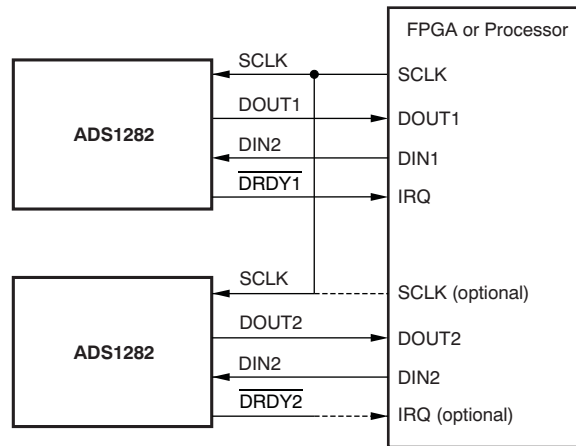 FPGA or Processor
SCLK
SCLK
DOUT1
DOUT1
ADS1282
DIN2
DIN1
DRDY1
IRQ
SCLK
SCLK (optional)
DOUT2
DOUT2
ADS1282
DIN2
DIN2
DRDY2
IRQ (optional)